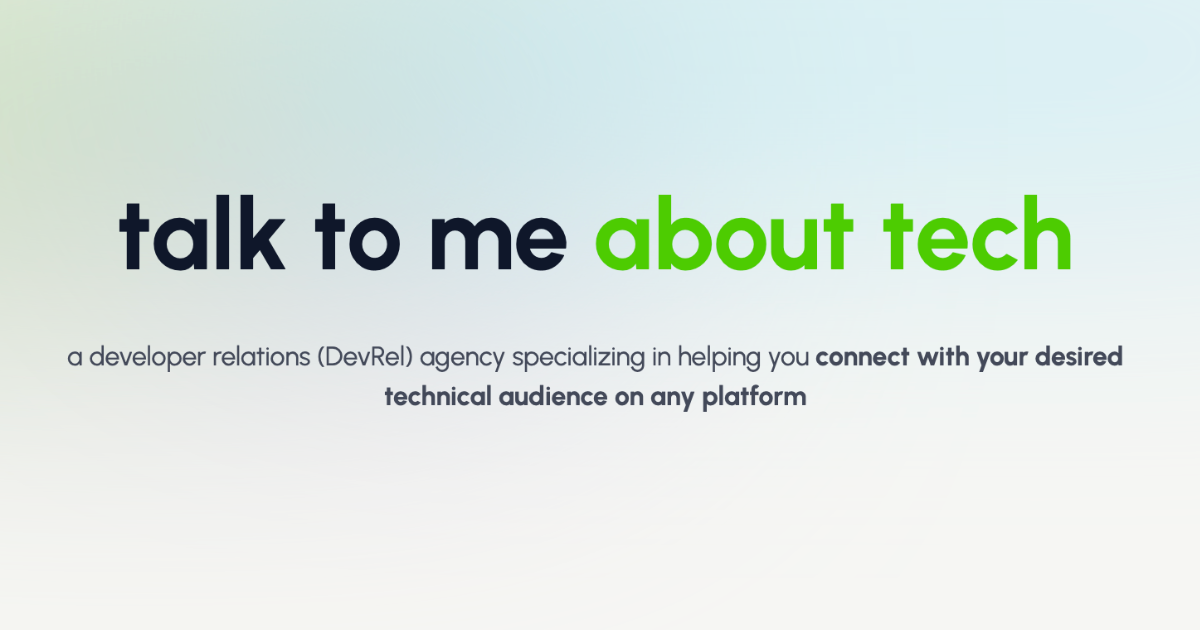 talk to me about tech
a developer relations (DevRel) agency specializing in helping you connect with your desired
technical audience on any platform